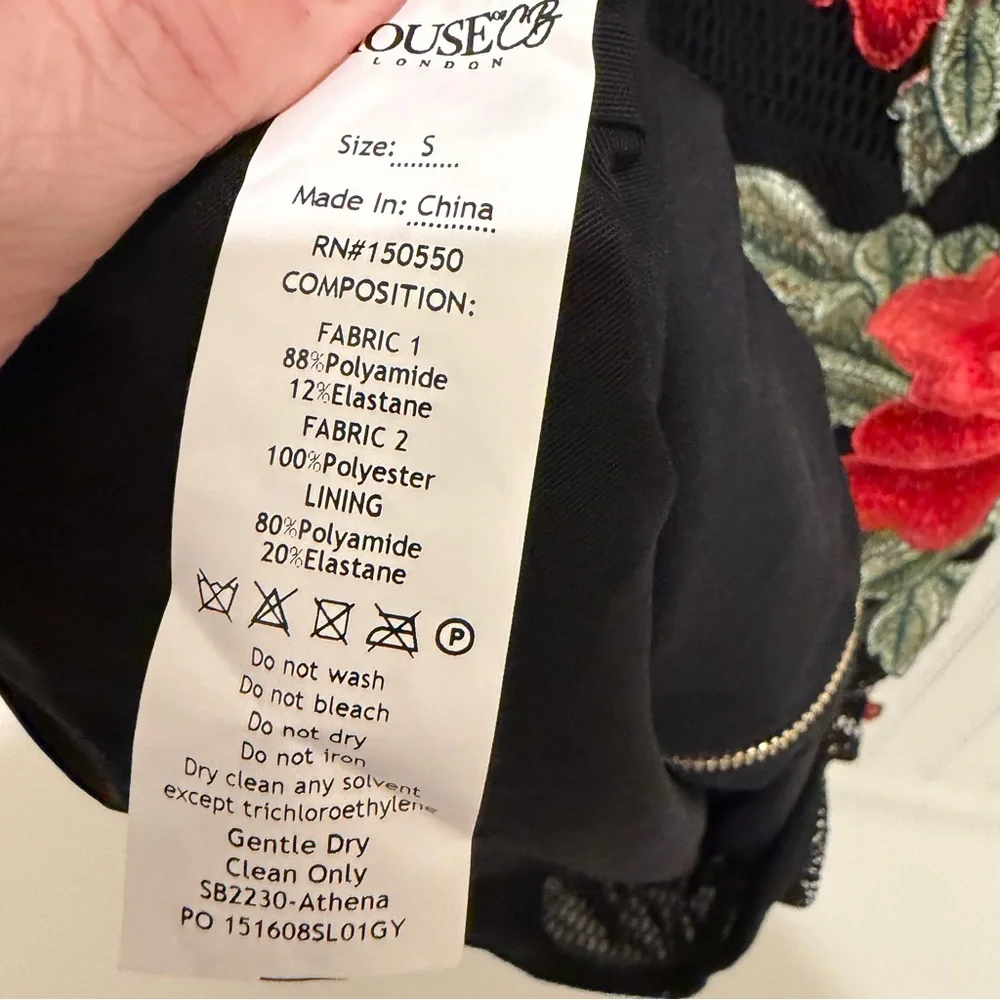 HOUSE OF CB
LONDON
Size: S
Made In: China
RN#150550
COMPOSITION:
FABRIC 1
88%Polyamide
12%Elastane
FABRIC 2
100%Polyester
LINING
80%Polyamide
20%Elastane
P
Do not wash
Do not bleach
Do not dry
Do not iron
Dry clean any solvent
except trichloroethylene
Gentle Dry
Clean Only
SB2230-Athena
PO 151608SL01GY